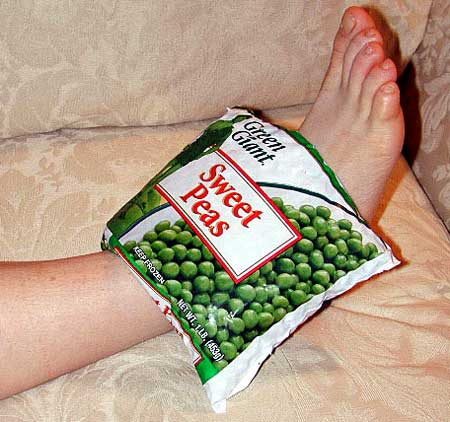 Green
Giant
Sweet
Peas
KEEP FROZEN
NET WT. 1 LB. (453g)